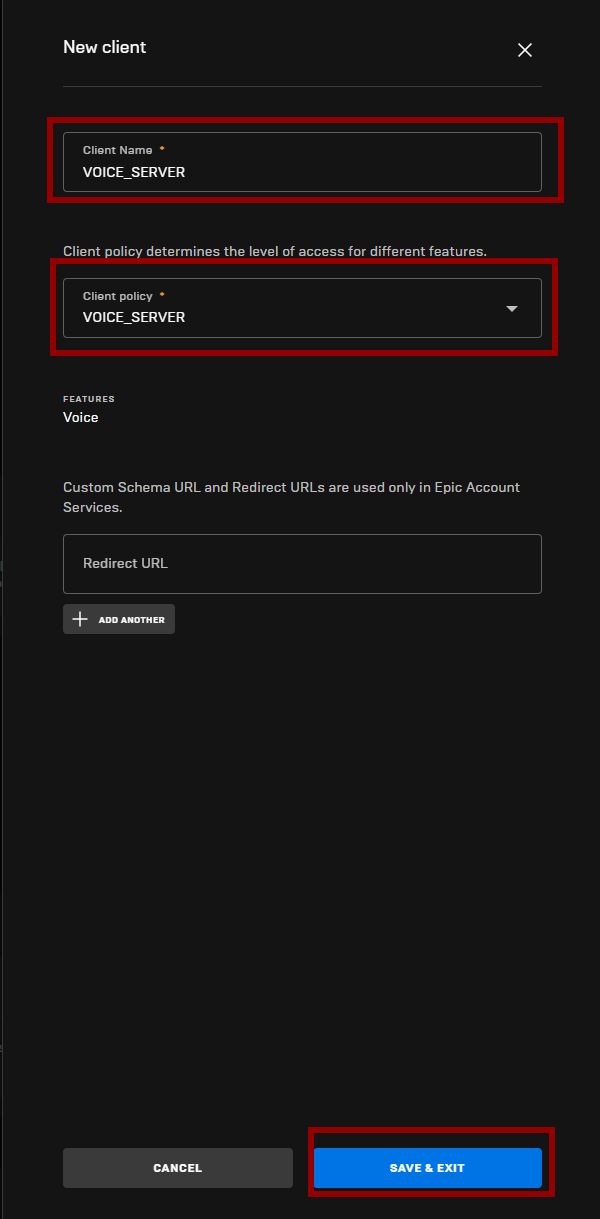 New client
Client Name *
VOICE_SERVER
Client policy determines the level of access for different features.
Client policy *
VOICE_SERVER
FEATURES
Voice
Custom Schema URL and Redirect URLs are used only in Epic Account
Services.
Redirect URL
ADD ANOTHER
CANCEL
SAVE & EXIT